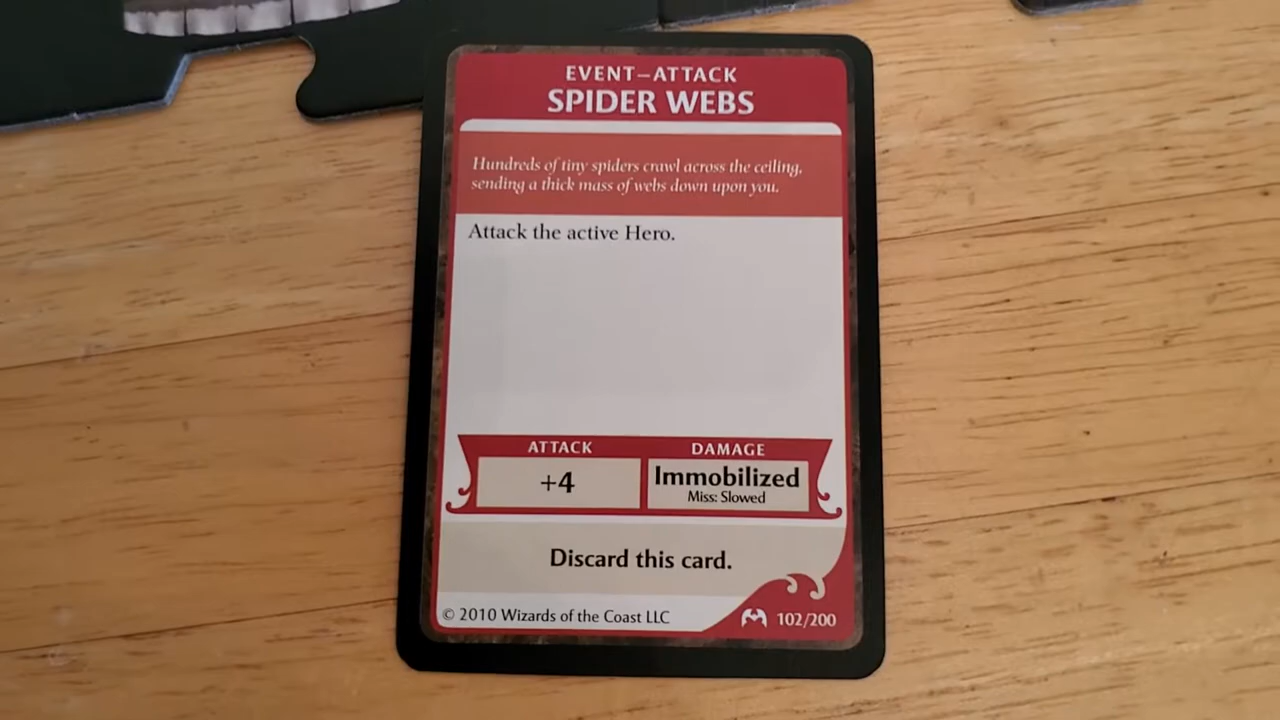 EVENT–ATTACK
SPIDER WEBS
Hundreds of tiny spiders crawl across the ceiling,
sending a thick mass of webs down upon you.
Attack the active Hero.
ATTACK
+4
DAMAGE
Immobilized
Miss: Slowed
Discard this card.
© 2010 Wizards of the Coast LLC
102/200